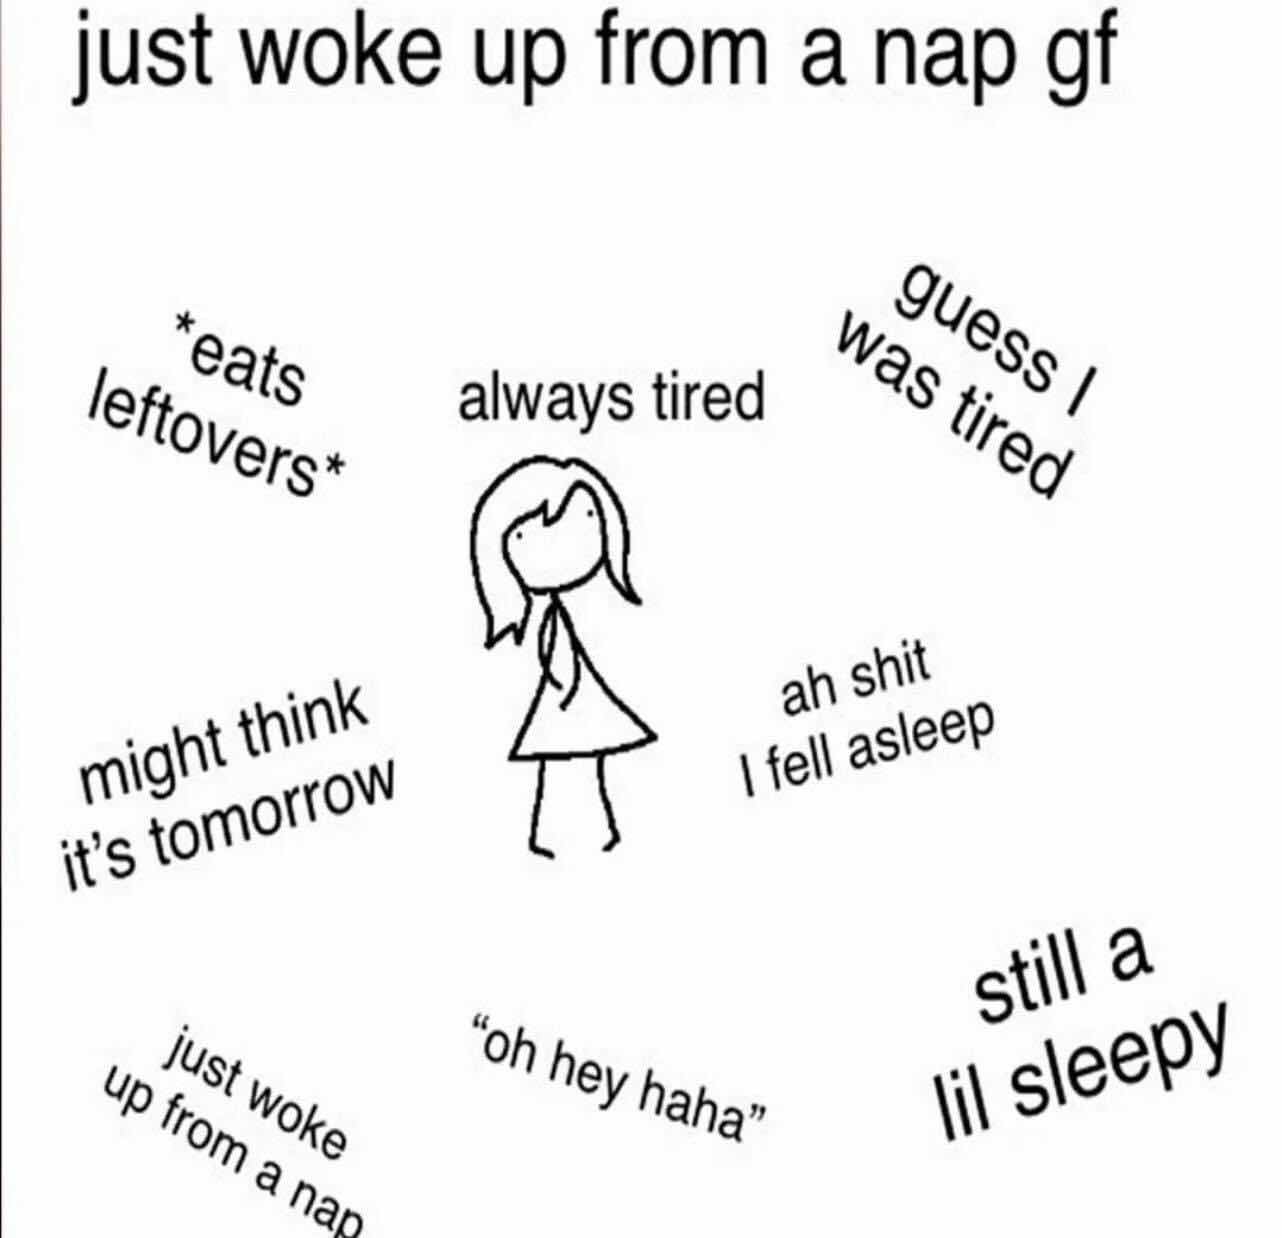 just woke up from a nap gf
*eats
leftovers*
always tired
guess I
was tired
might think
it's tomorrow
ah shit
I fell asleep
just woke
up from a nap
“oh hey haha”
still a
lil sleepy